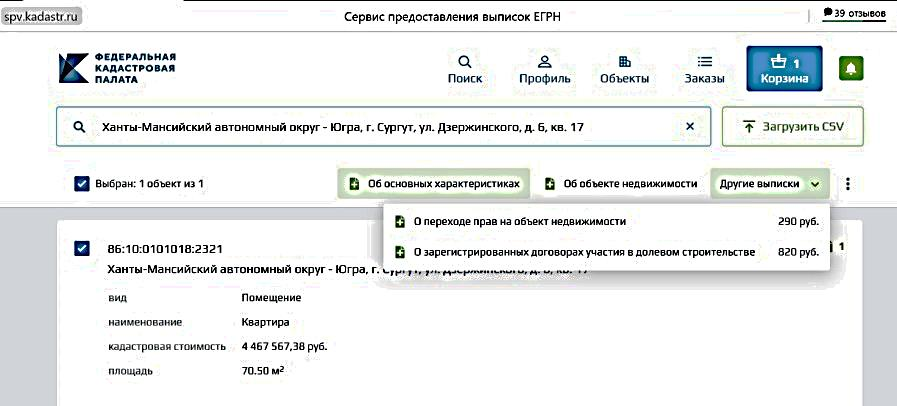 spv.kadastr.ru
Сервис предоставления выписок ЕГРН
39 отзывов
ФЕДЕРАЛЬНАЯ
КАДАСТРОВАЯ
ПАЛАТА
Поиск
Профиль
Объекты
Заказы
1
Корзина
Ханты-Мансийский автономный округ - Югра, г. Сургут, ул. Дзержинского, д. 6, кв. 17
Загрузить CSV
Выбран: 1 объект из 1
Об основных характеристиках
Об объекте недвижимости
Другие выписки
О переходе прав на объект недвижимости 290 руб.
О зарегистрированных договорах участия в долевом строительстве 820 руб.
86:10:0101018:2321
1
Ханты-Мансийский автономный округ - Югра, г. Сургут, ул. Дзержинского, д. 6, кв. 17
вид Помещение
наименование Квартира
кадастровая стоимость 4 467 567,38 руб.
площадь 70.50 м²